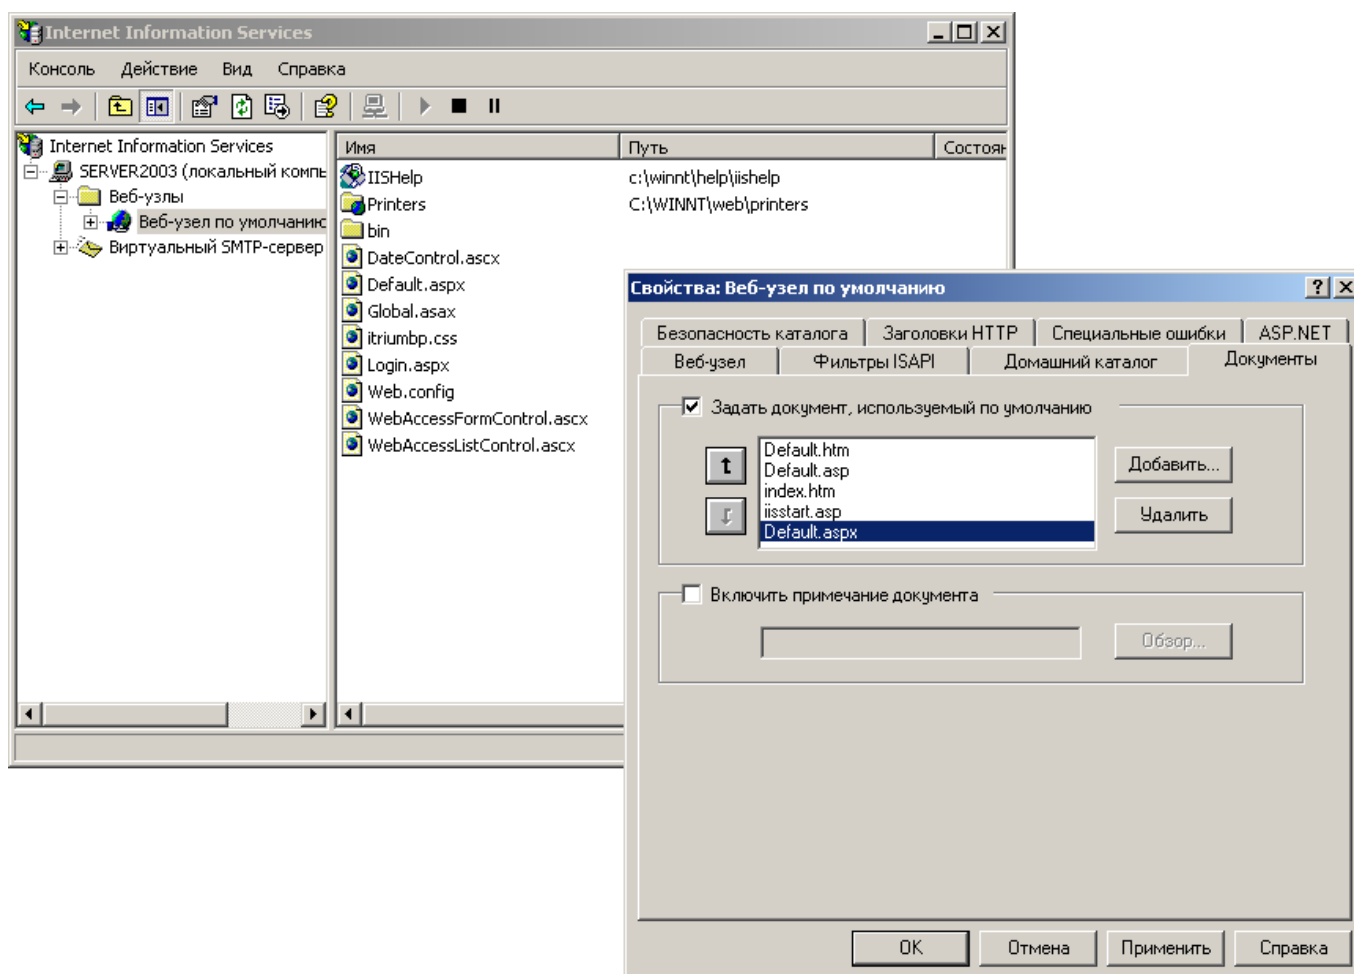 Internet Information Services
Консоль Действие Вид Справка
Internet Information Services
SERVER2003 (локальный компь
Веб-узлы
Веб-узел по умолчанию
Виртуальный SMTP-сервер
Имя Путь Состоян
IISHelp c:\winnt\help\iishelp
Printers C:\WINNT\web\printers
bin
DateControl.ascx
Default.aspx
Global.asax
itriumbp.css
Login.aspx
Web.config
WebAccessFormControl.ascx
WebAccessListControl.ascx
Свойства: Веб-узел по умолчанию
Безопасность каталога Заголовки HTTP Специальные ошибки ASP.NET
Веб-узел Фильтры ISAPI Домашний каталог Документы
Задать документ, используемый по умолчанию
Default.htm
Default.asp
index.htm
iisstart.asp
Default.aspx
Добавить...
Удалить
Включить примечание документа
Обзор...
OK Отмена Применить Справка